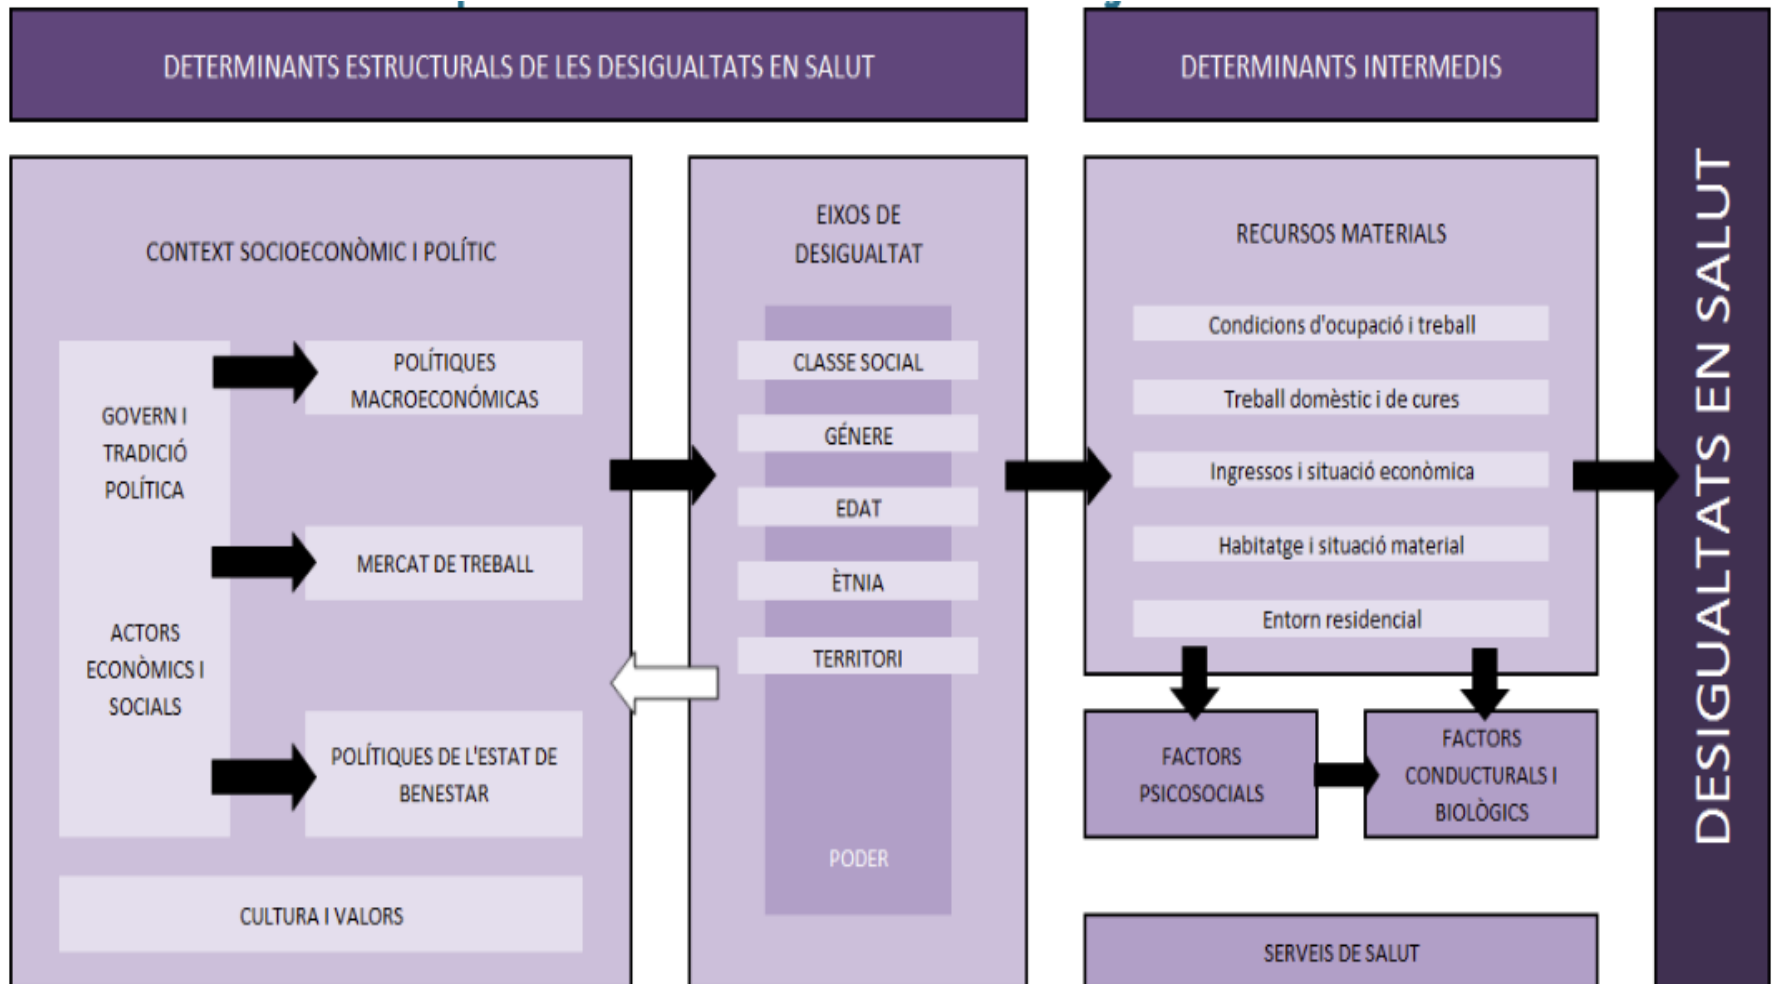 DETERMINANTS ESTRUCTURALS DE LES DESIGUALTATS EN SALUT
DETERMINANTS INTERMEDIS
CONTEXT SOCIOECONÒMIC I POLÍTIC
GOVERN I
TRADICIÓ
POLÍTICA
ACTORS
ECONÒMICS I
SOCIALS
POLÍTIQUES
MACROECONÓMICAS
MERCAT DE TREBALL
POLÍTIQUES DE L'ESTAT DE
BENESTAR
CULTURA I VALORS
EIXOS DE
DESIGUALTAT
CLASSE SOCIAL
GÉNERE
EDAT
ÈTNIA
TERRITORI
PODER
RECURSOS MATERIALS
Condicions d'ocupació i treball
Treball domèstic i de cures
Ingressos i situació econòmica
Habitatge i situació material
Entorn residencial
FACTORS
PSICOSOCIALS
FACTORS
CONDUCTURALS I
BIOLÒGICS
SERVEIS DE SALUT
DESIGUALTATS EN SALUT